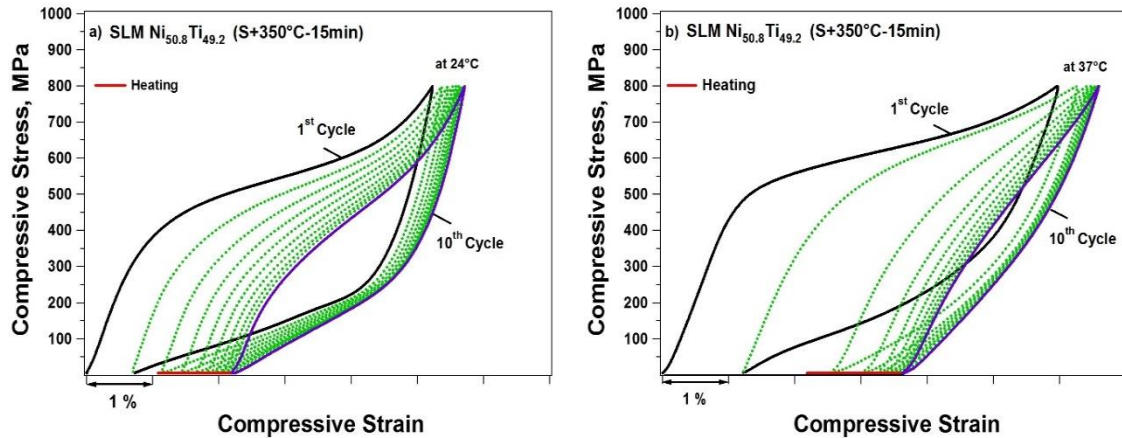 a) SLM Ni50.8Ti49.2 (S+350°C-15min)
at 24°C
Heating
1st Cycle
10th Cycle
1000
900
800
700
600
500
400
300
200
100
Compressive Stress, MPa
1 %
Compressive Strain
b) SLM Ni50.8Ti49.2 (S+350°C-15min)
at 37°C
Heating
1st Cycle
10th Cycle
1000
900
800
700
600
500
400
300
200
100
Compressive Stress, MPa
1 %
Compressive Strain